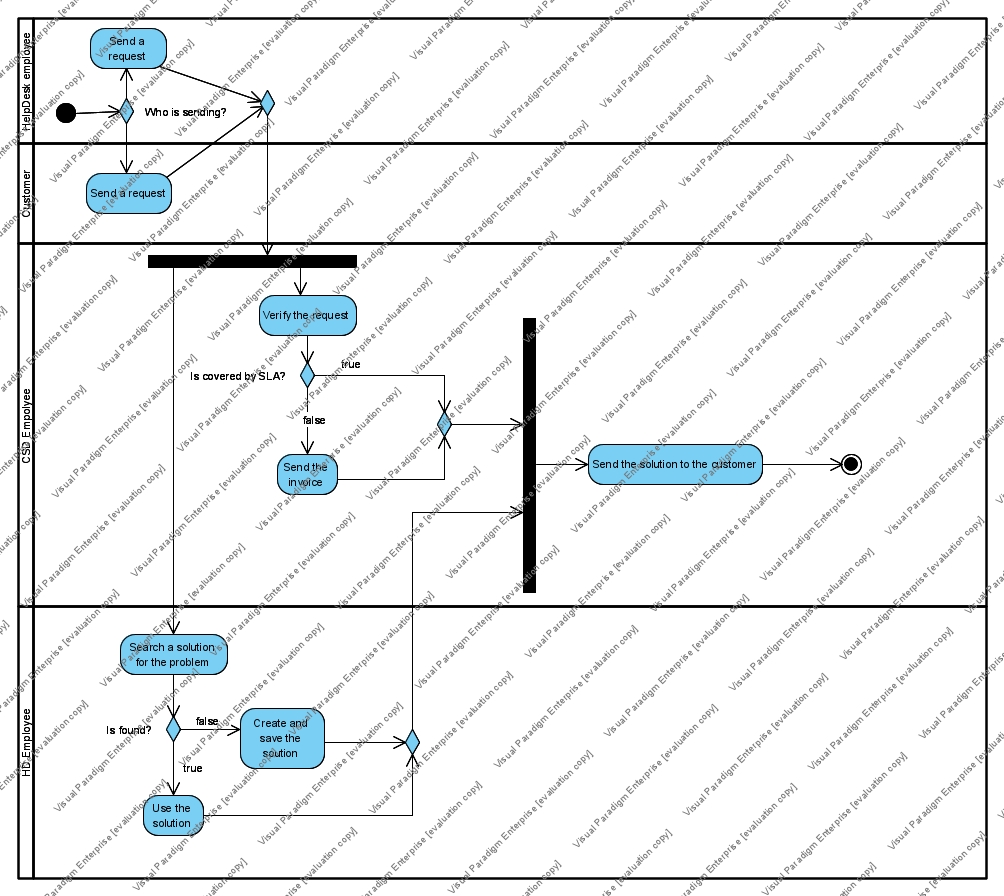 HelpDesk employee
Send a
request
Who is sending?
Customer
Send a request
CSD Empolyee
Verify the request
Is covered by SLA?
true
false
Send the
invoice
Send the solution to the customer
HD Employee
Search a solution
for the problem
Is found?
false
Create and
save the
solution
true
Use the
solution
Visual Paradigm Enterprise [evaluation copy]